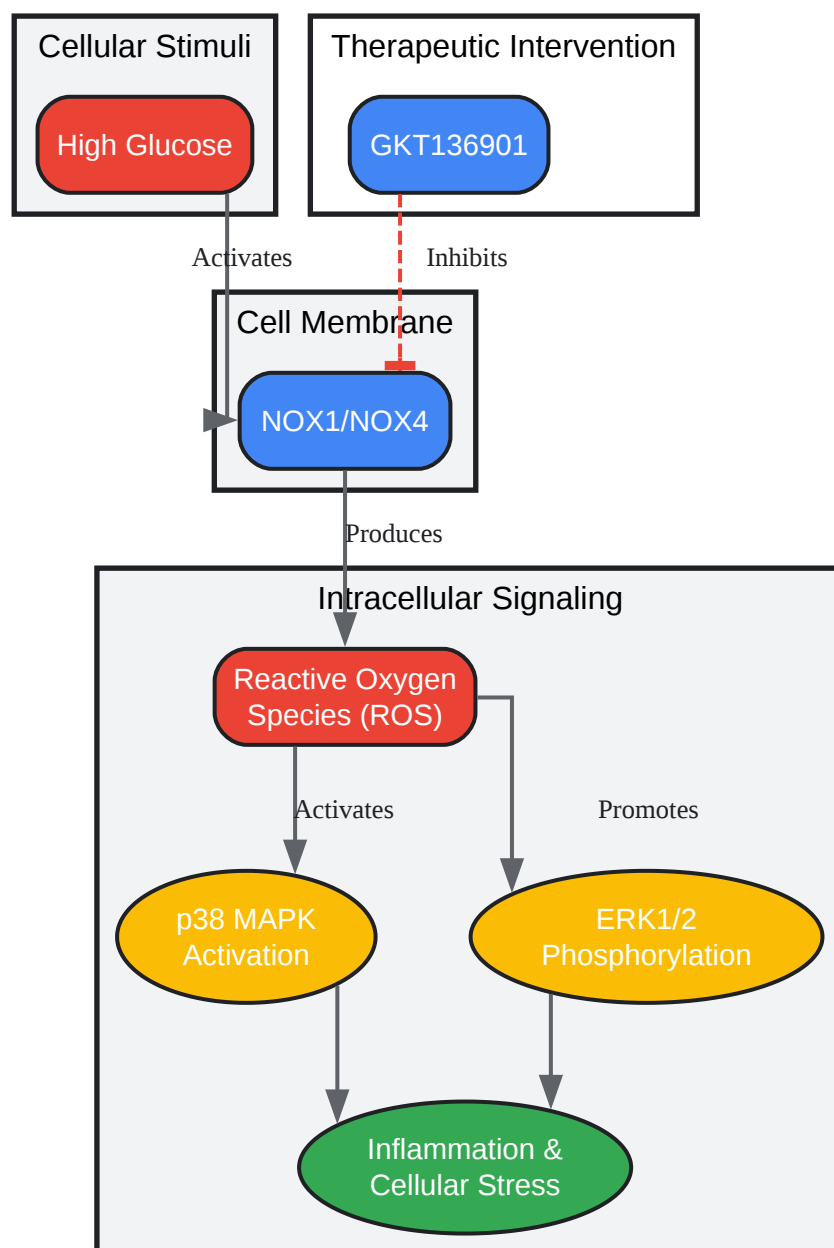 Cellular Stimuli
Therapeutic Intervention
High Glucose
GKT136901
Activates
Inhibits
Cell Membrane
NOX1/NOX4
Produces
Intracellular Signaling
Reactive Oxygen
Species (ROS)
Activates
Promotes
p38 MAPK
Activation
ERK1/2
Phosphorylation
Inflammation &
Cellular Stress